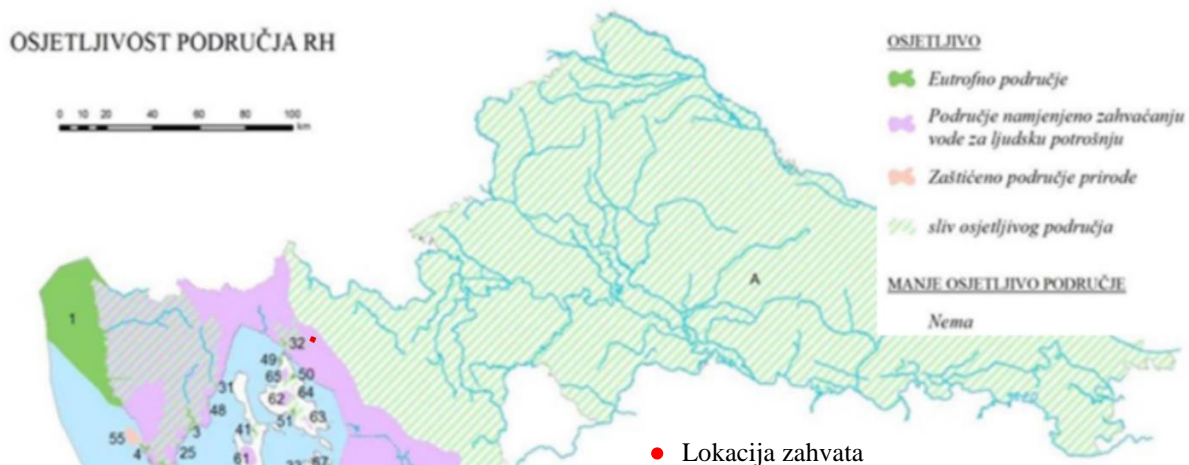 OSJETLJIVOST PODRUČJA RH
0 10 20 40 60 80 100
km
OSJETLJIVO
Eutrofno područje
Područje namjenjeno zahvaćanju
vode za ljudsku potrošnju
Zaštićeno područje prirode
sliv osjetljivog područja
MANJE OSJETLJIVO PODRUČJE
Nema
A
1
32
49
65
50
31
62
64
48
51
63
41
3
55
4
25
61
67
Lokacija zahvata